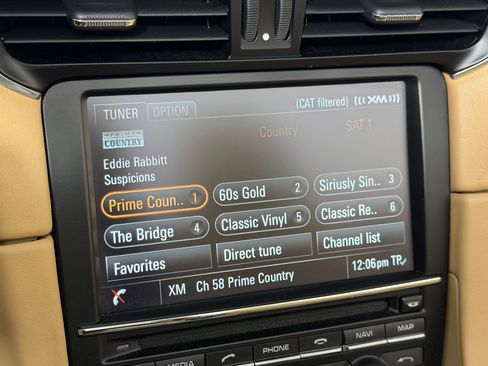 TUNER OPTION (CAT filtered) XM
PRIME
COUNTRY
Country SAT 1
Eddie Rabbitt
Suspicions
Prime Coun.. 1 60s Gold 2 Siriusly Sin.. 3
The Bridge 4 Classic Vinyl 5 Classic Re.. 6
Favorites Direct tune Channel list
XM Ch 58 Prime Country 12:06pm TP
MEDIA PHONE NAVI MAP